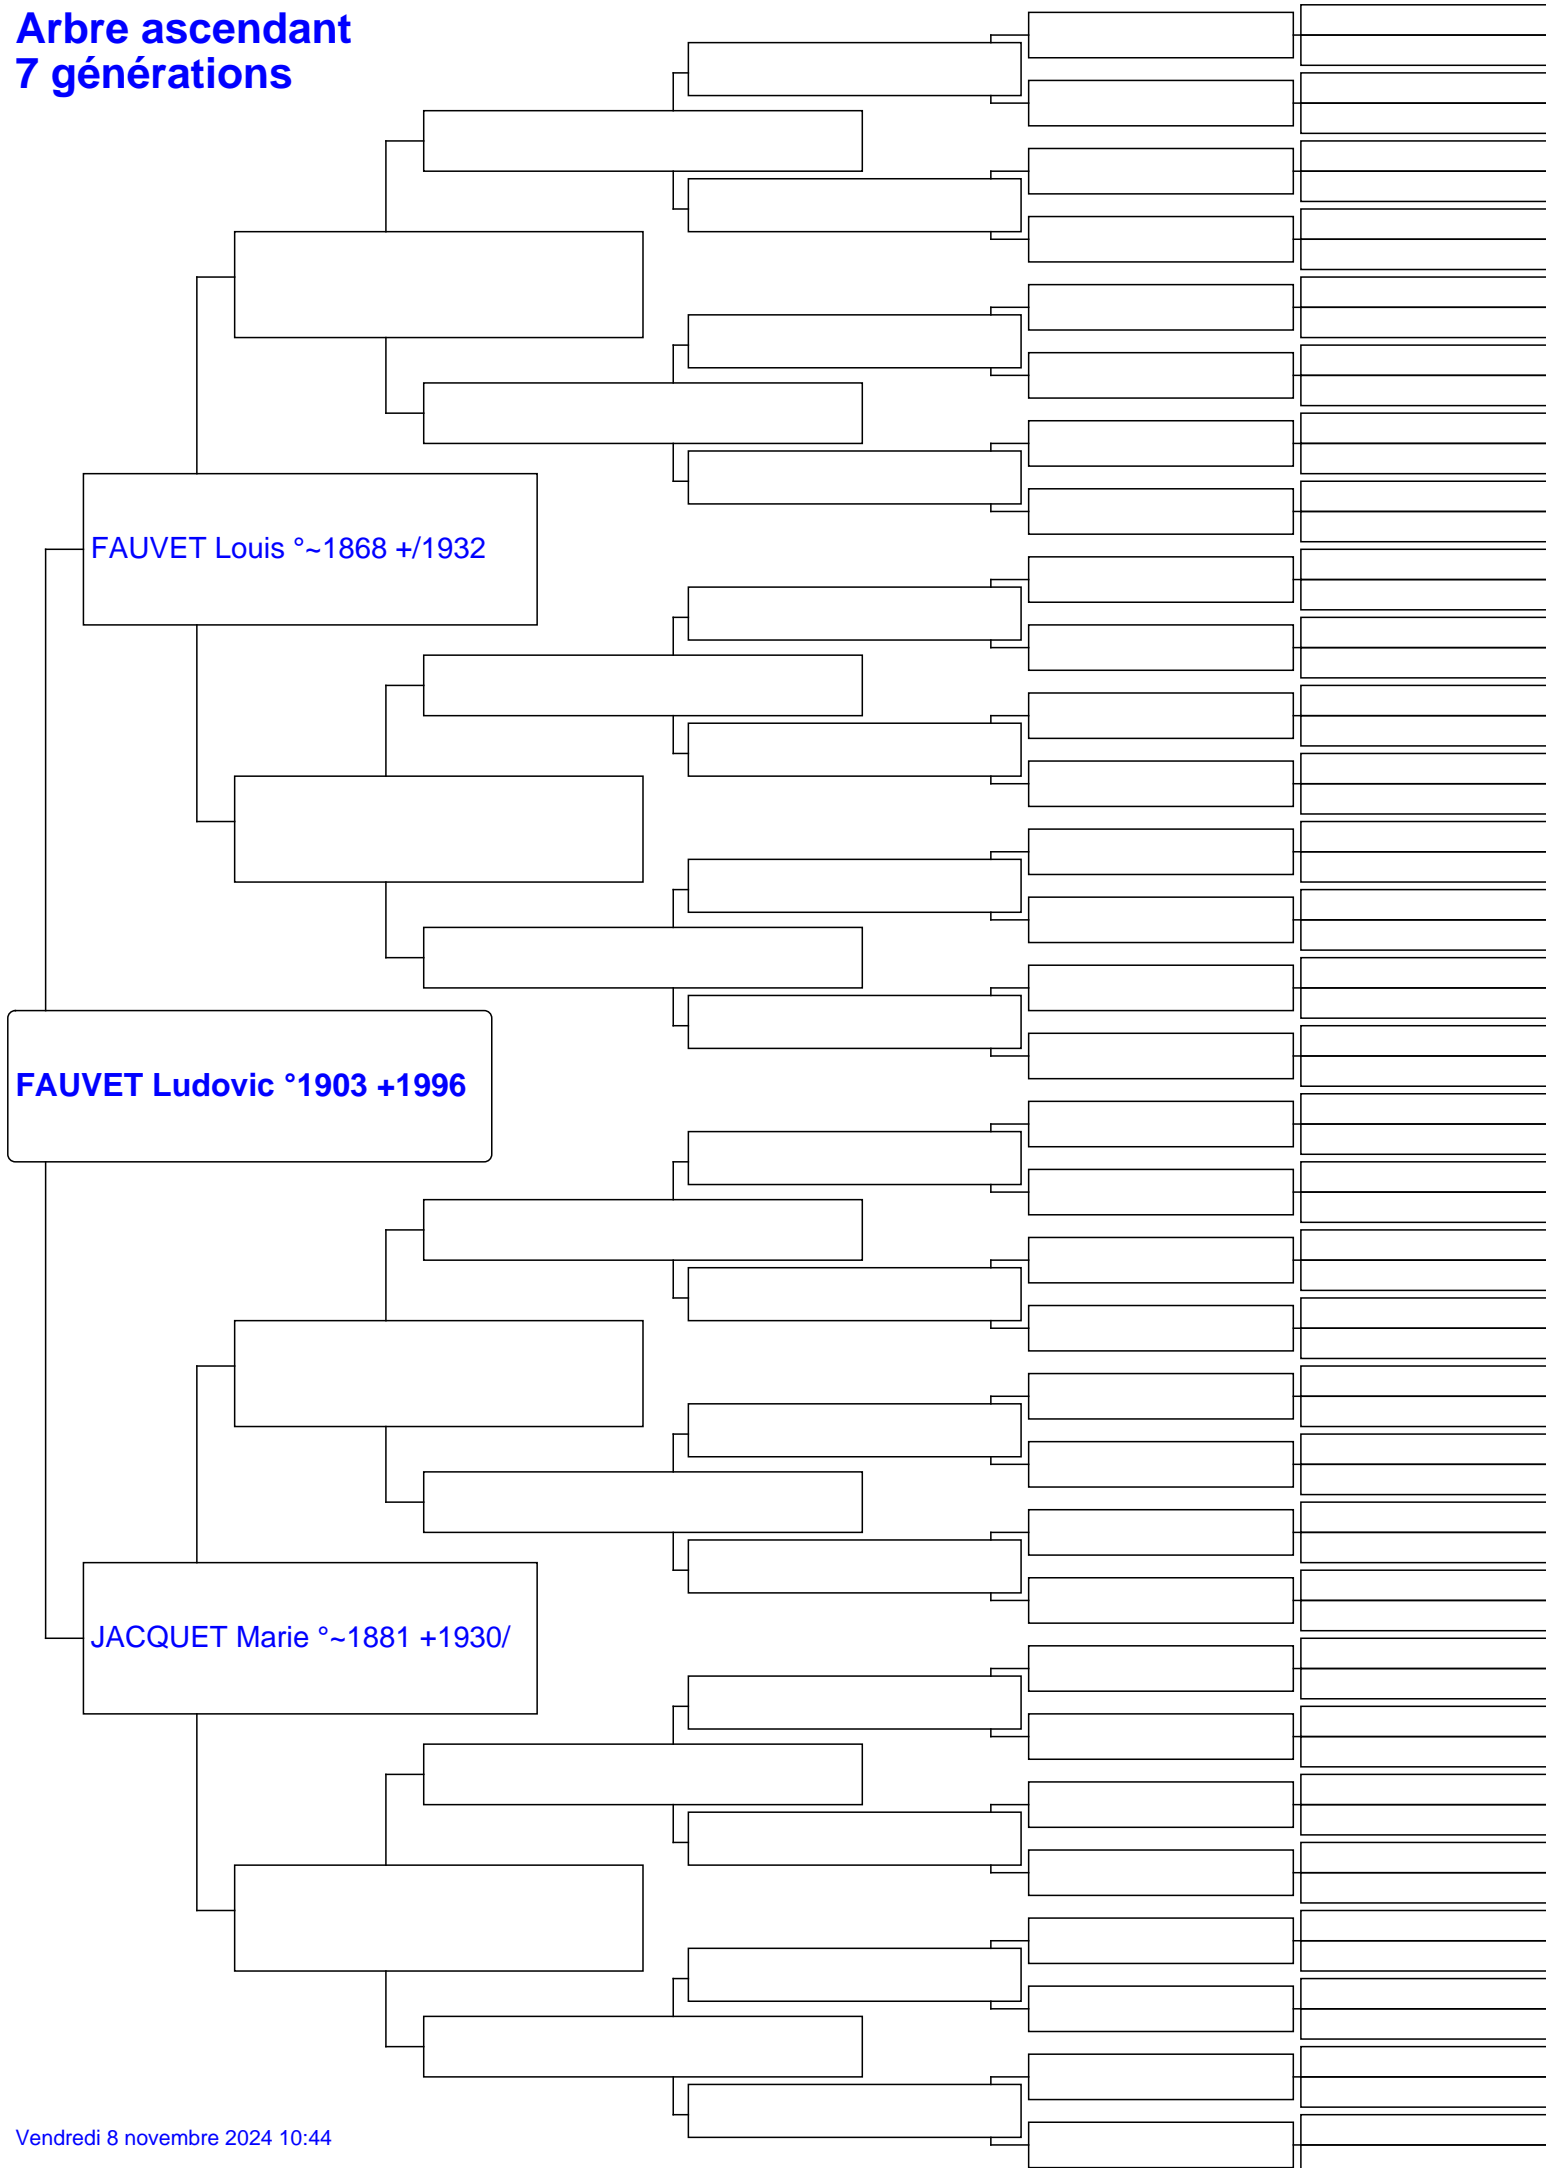 Arbre ascendant
7 générations
FAUVET Louis °~1868 +/1932
FAUVET Ludovic °1903 +1996
JACQUET Marie °~1881 +1930/
Vendredi 8 novembre 2024 10:44